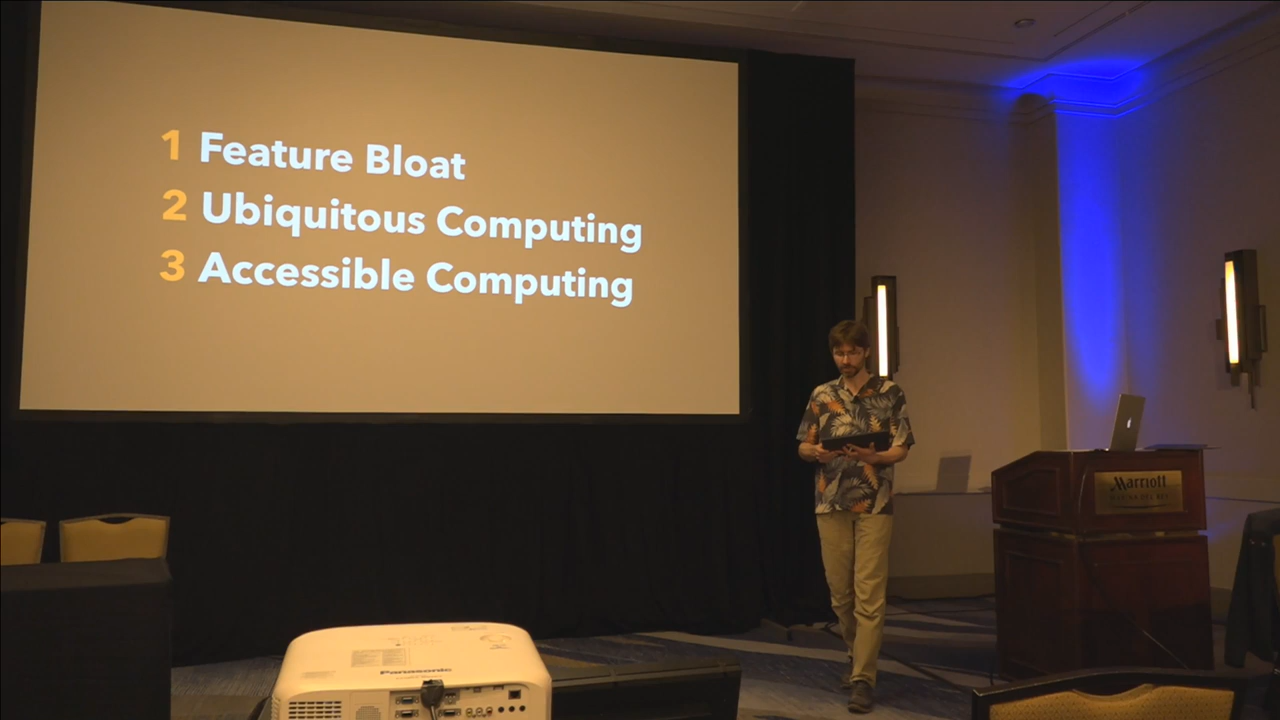 1 Feature Bloat
2 Ubiquitous Computing
3 Accessible Computing
Marriott
Panasonic